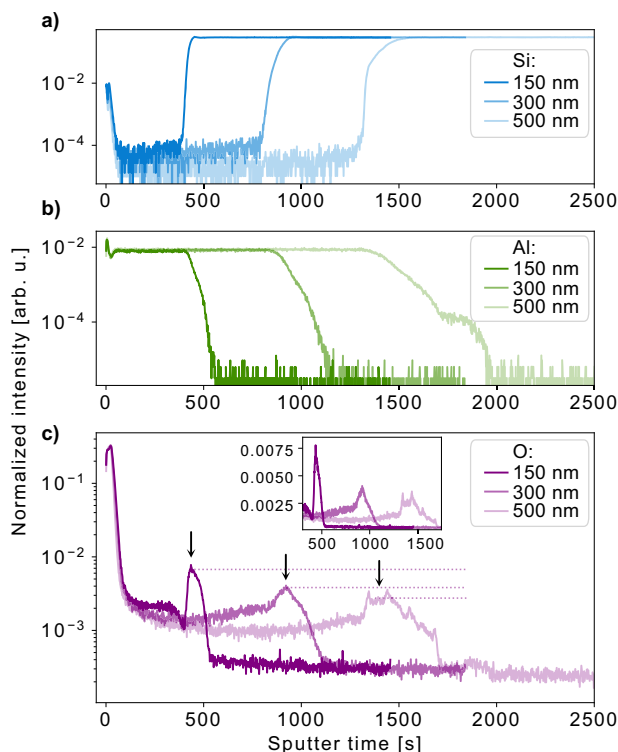 a)
Si:
150 nm
300 nm
500 nm
10⁻²
10⁻⁴
0 500 1000 1500 2000 2500
b)
Al:
150 nm
300 nm
500 nm
10⁻²
10⁻⁴
0 500 1000 1500 2000 2500
Normalized intensity [arb. u.]
c)
O:
150 nm
300 nm
500 nm
0.0075
0.0050
0.0025
500 1000 1500
10⁻¹
10⁻²
10⁻³
0 500 1000 1500 2000 2500
Sputter time [s]